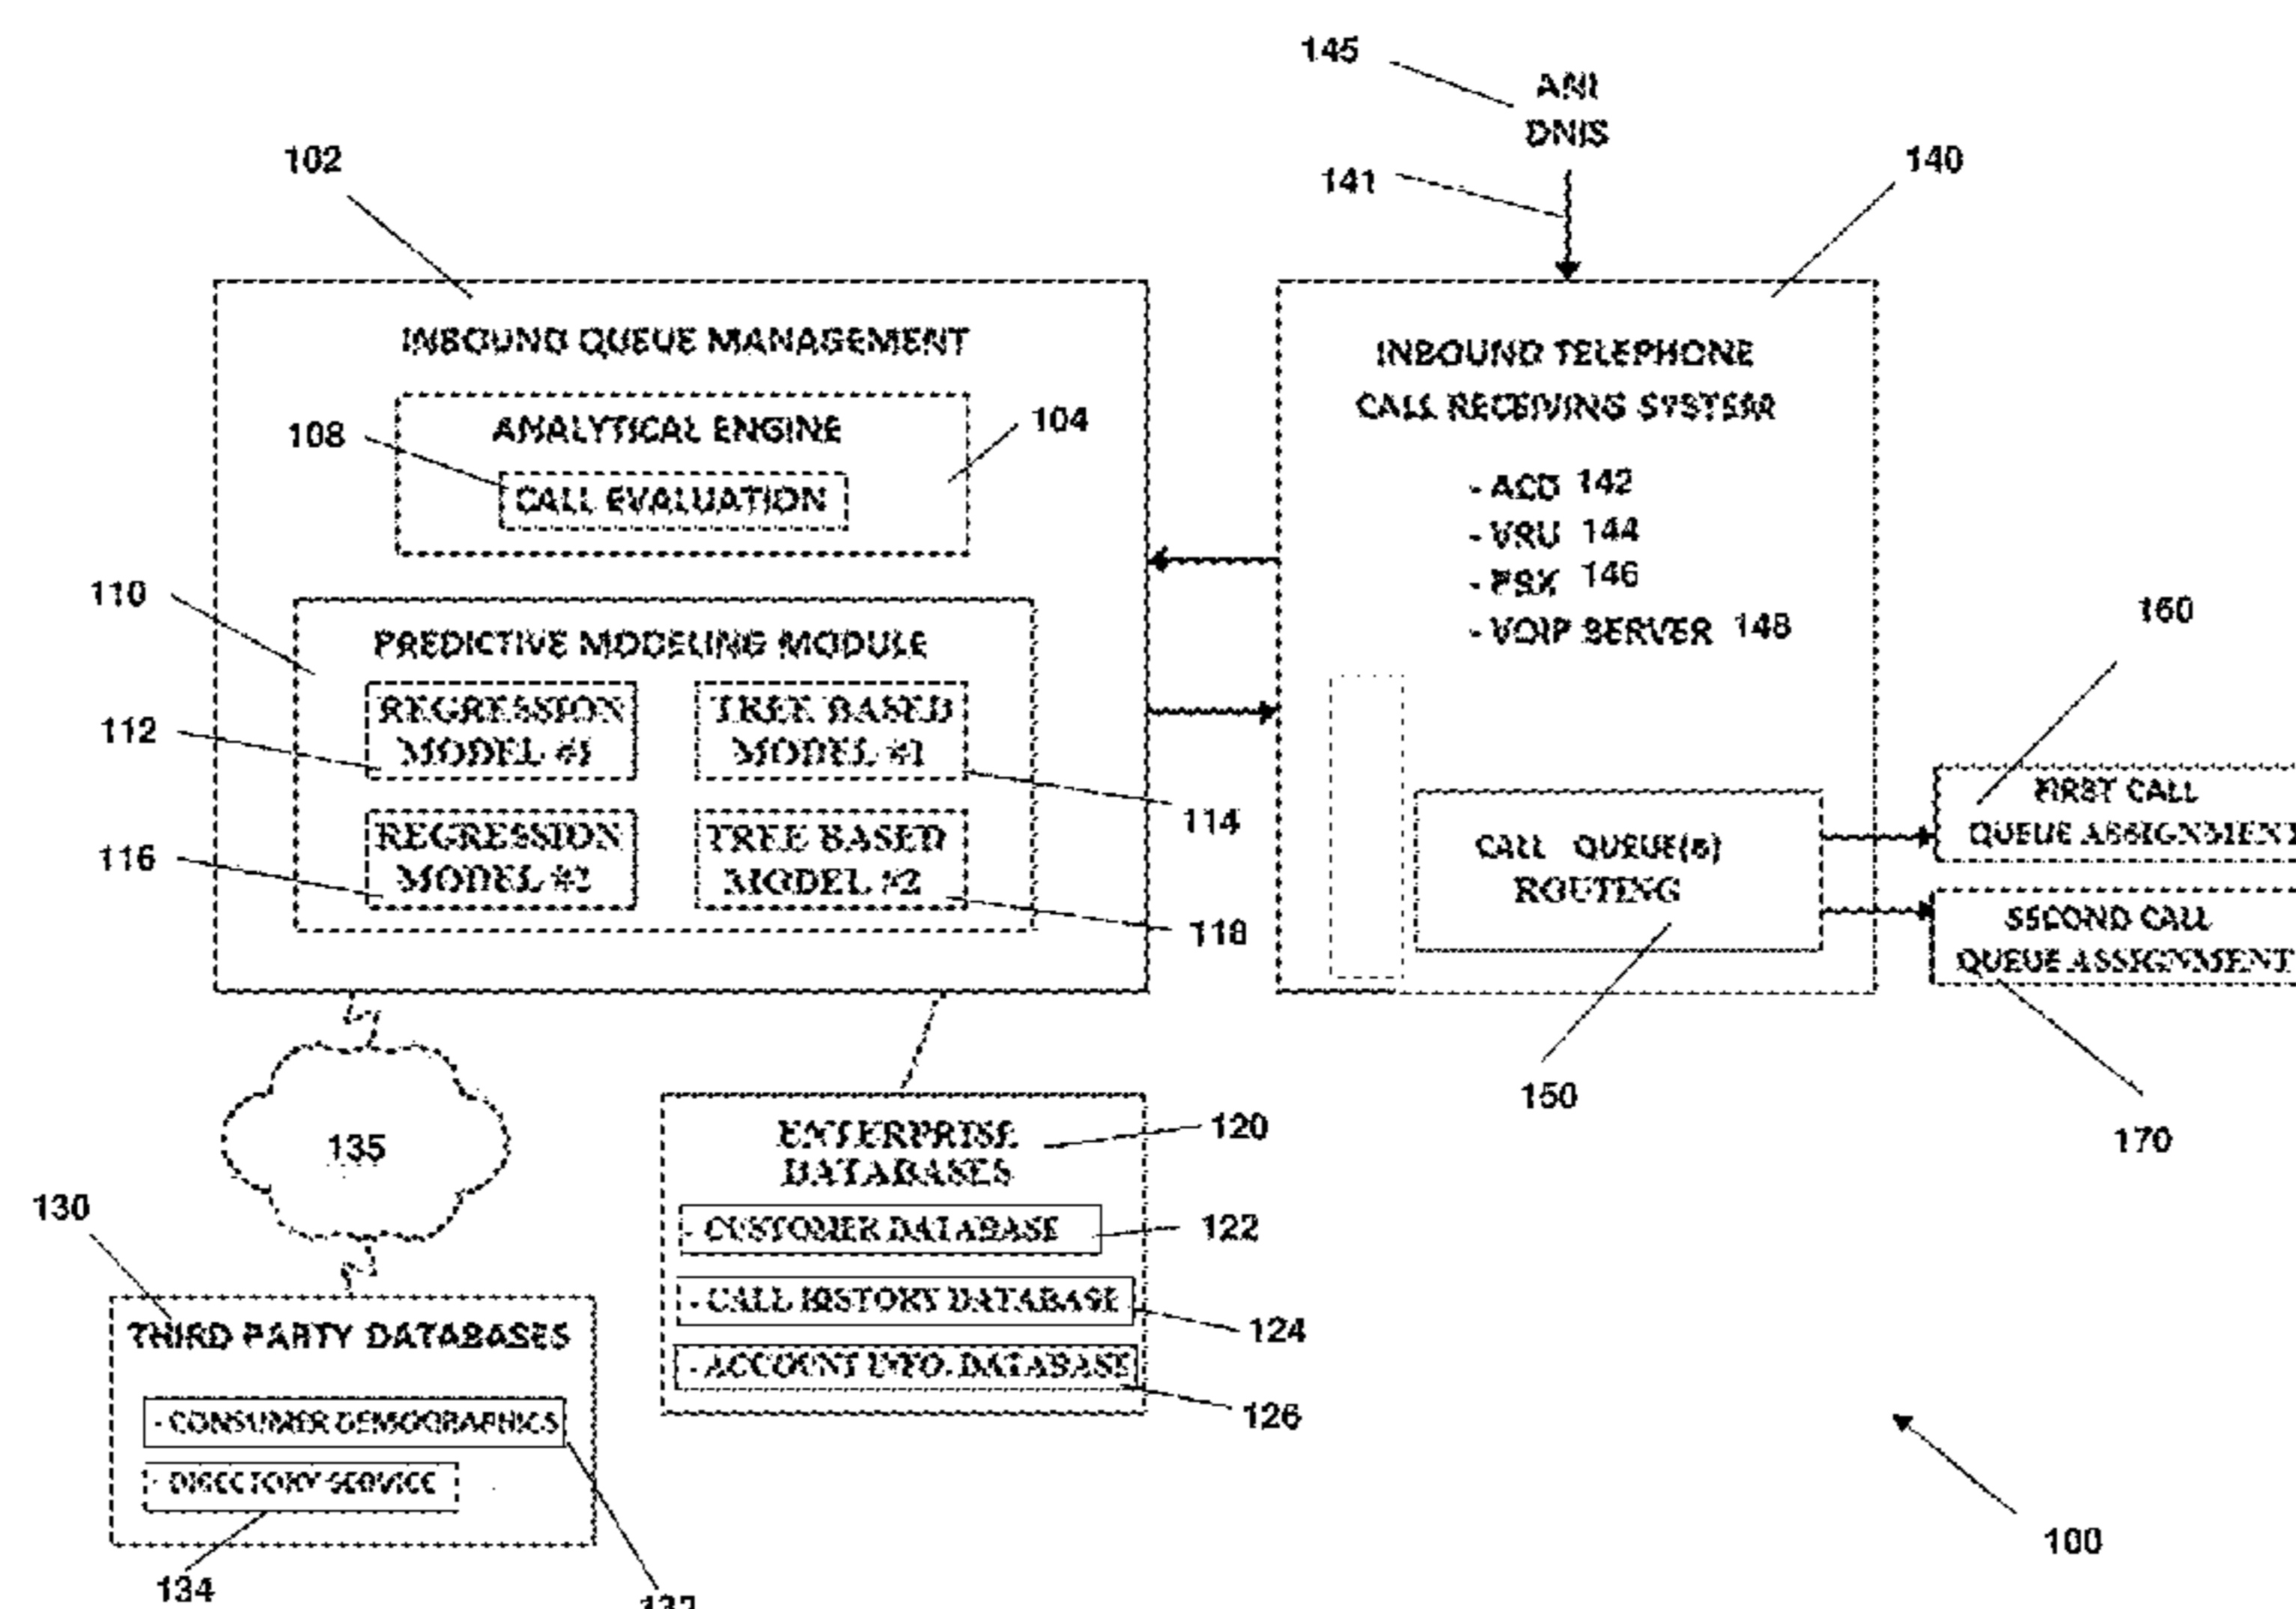 145
ANI
DNIS
102
141
140
INBOUND QUEUE MANAGEMENT
INBOUND TELEPHONE
CALL RECEIVING SYSTEM
ANALYTICAL ENGINE
108
104
CALL EVALUATION
- ACD 142
- VRU 144
- PBX 146
- VOIP SERVER 148
110
PREDICTIVE MODELING MODULE
160
REGRESSION
MODEL #1
TREE BASED
MODEL #1
112
114
REGRESSION
MODEL #2
TREE BASED
MODEL #2
116
118
CALL QUEUE(s)
ROUTING
150
FIRST CALL
QUEUE ASSIGNMENT
SECOND CALL
QUEUE ASSIGNMENT
170
135
ENTERPRISE
DATABASES
120
- CUSTOMER DATABASE
122
- CALL HISTORY DATABASE
124
- ACCOUNT INFO. DATABASE
126
130
THIRD PARTY DATABASES
- CONSUMER DEMOGRAPHICS
- DIRECTORY SERVICE
134
132
100